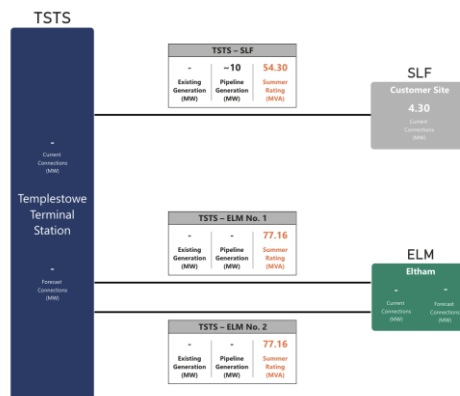 TSTS
TSTS – SLF
- ~10 54.30
Existing Pipeline Summer
Generation Generation Rating
(MW) (MW) (MVA)
SLF
Customer Site
4.30
Current
Connections
(MW)
-
Current
Connections
(MW)
Templestowe
Terminal
Station
-
Forecast
Connections
(MW)
TSTS – ELM No. 1
- - 77.16
Existing Pipeline Summer
Generation Generation Rating
(MW) (MW) (MVA)
ELM
Eltham
- -
Current Forecast
Connections Connections
(MW) (MW)
TSTS – ELM No. 2
- - 77.16
Existing Pipeline Summer
Generation Generation Rating
(MW) (MW) (MVA)